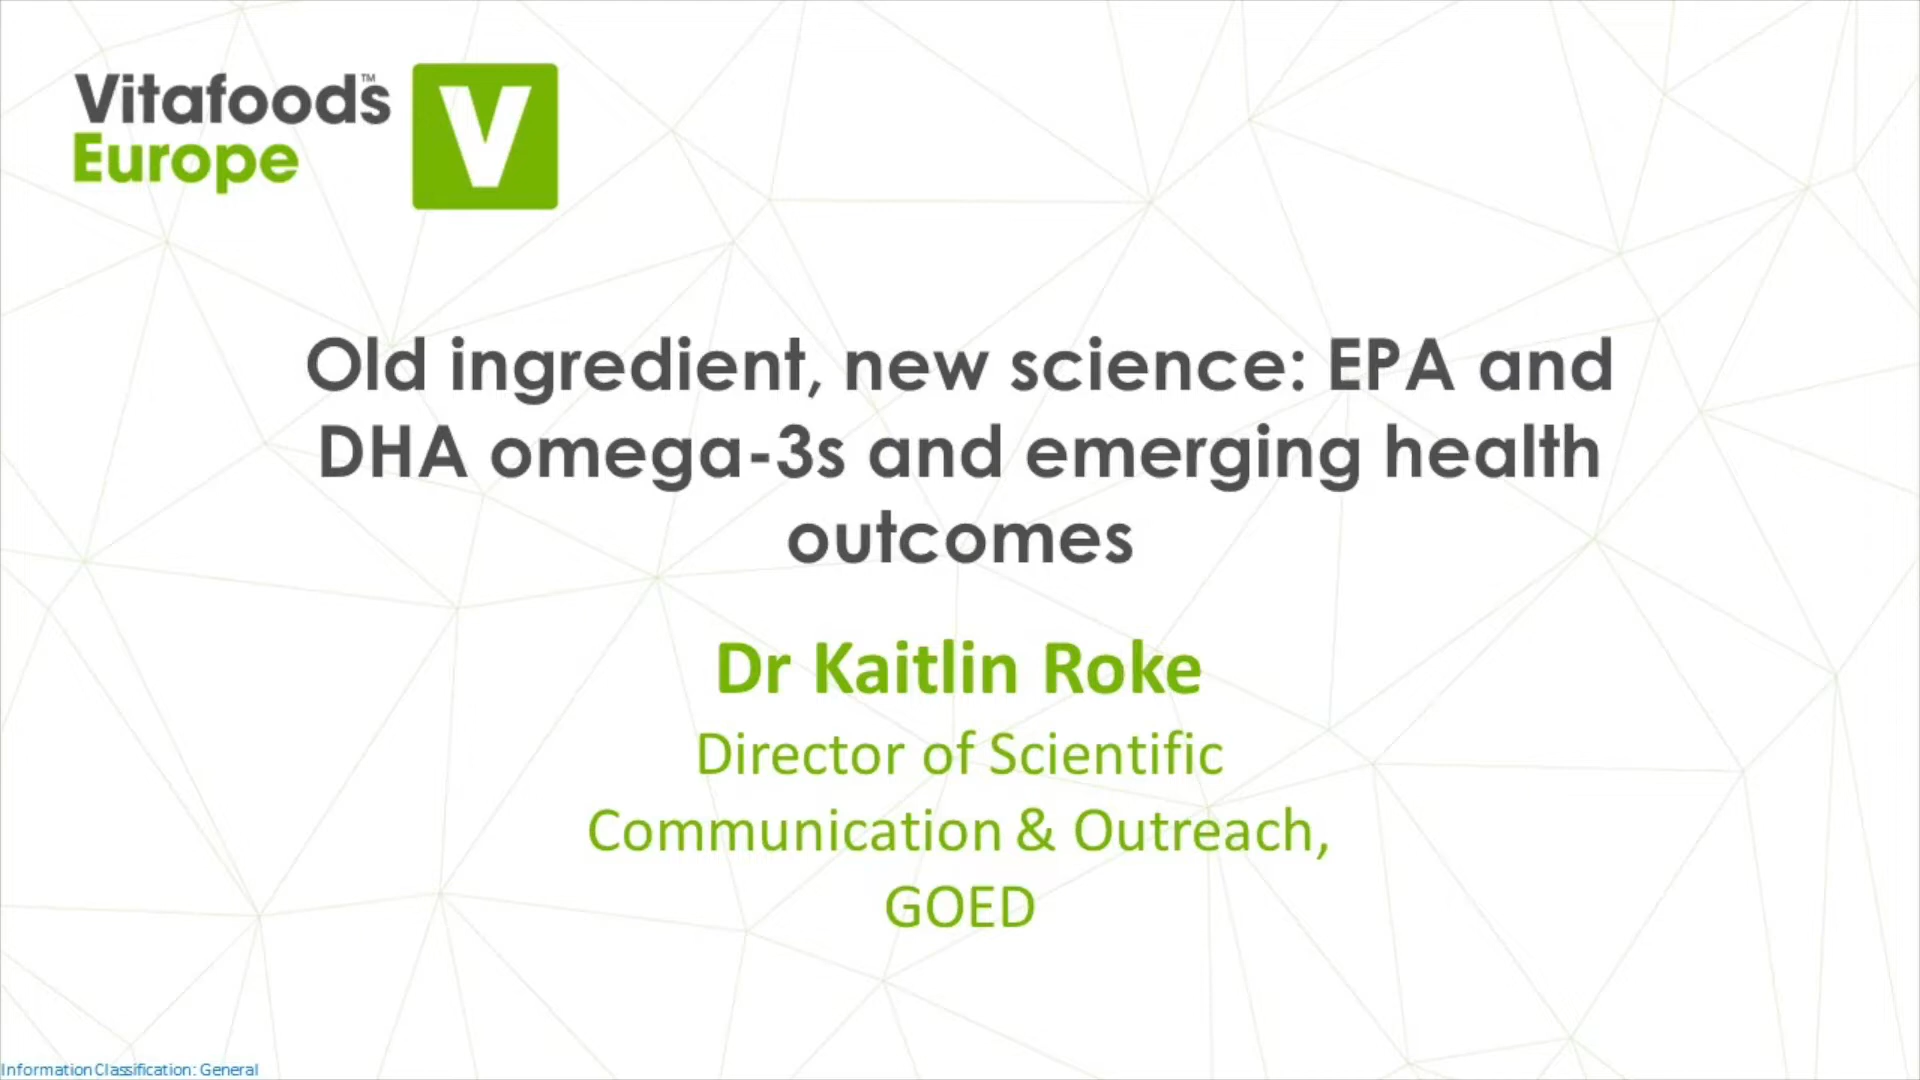 Vitafoods™
Europe
V
Old ingredient, new science: EPA and
DHA omega-3s and emerging health
outcomes
Dr Kaitlin Roke
Director of Scientific
Communication & Outreach,
GOED
Information Classification: General